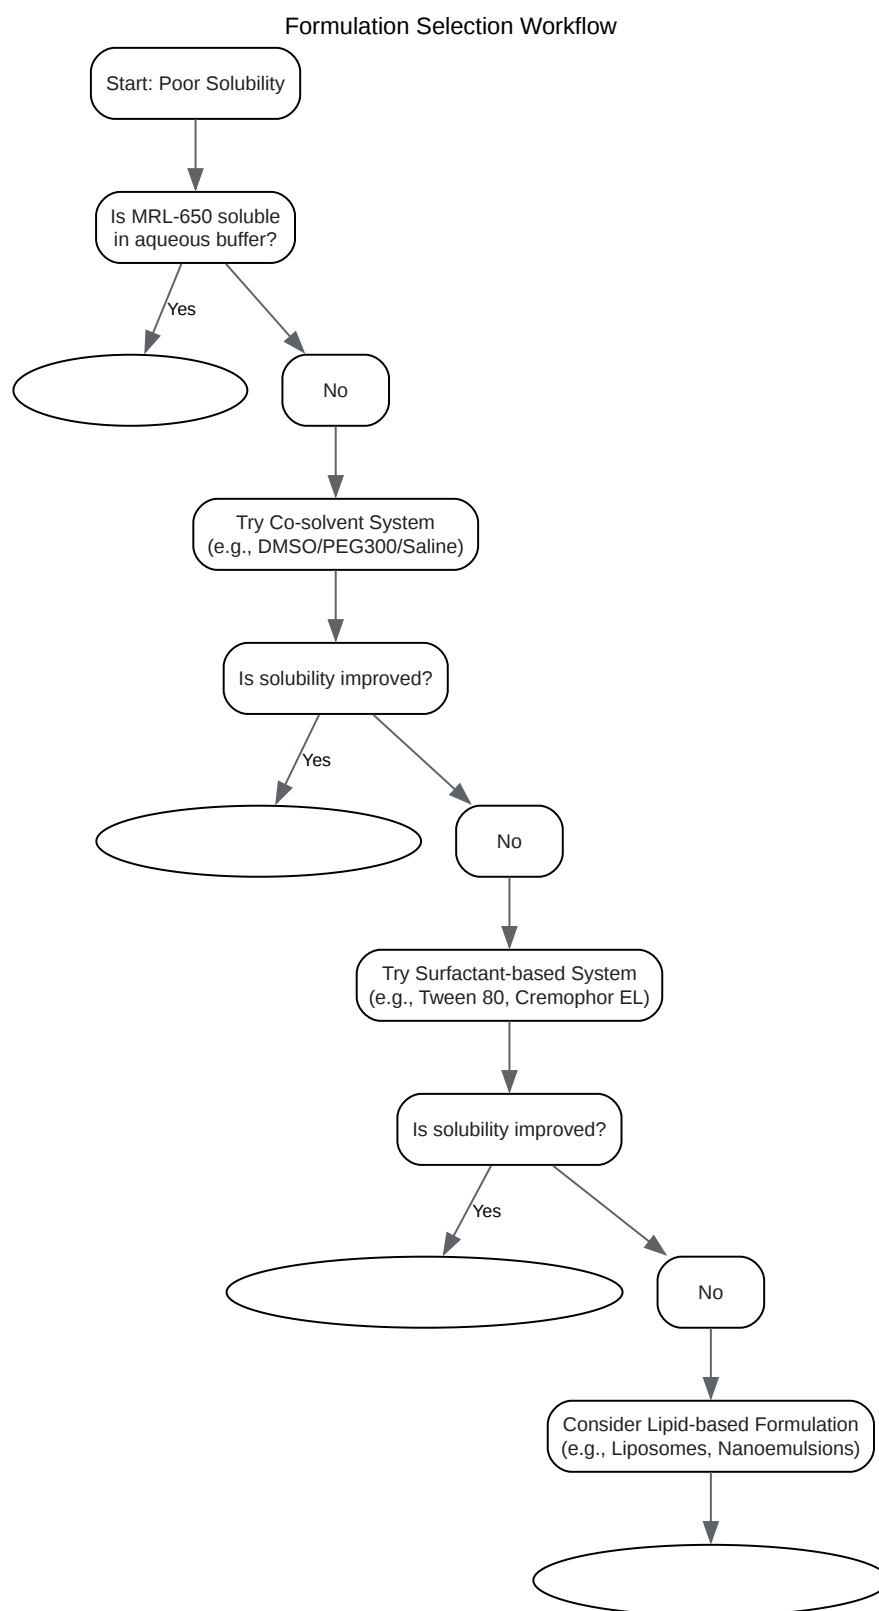 Formulation Selection Workflow
Start: Poor Solubility
Is MRL-650 soluble
in aqueous buffer?
Yes
No
Try Co-solvent System
(e.g., DMSO/PEG300/Saline)
Is solubility improved?
Yes
No
Try Surfactant-based System
(e.g., Tween 80, Cremophor EL)
Is solubility improved?
Yes
No
Consider Lipid-based Formulation
(e.g., Liposomes, Nanoemulsions)